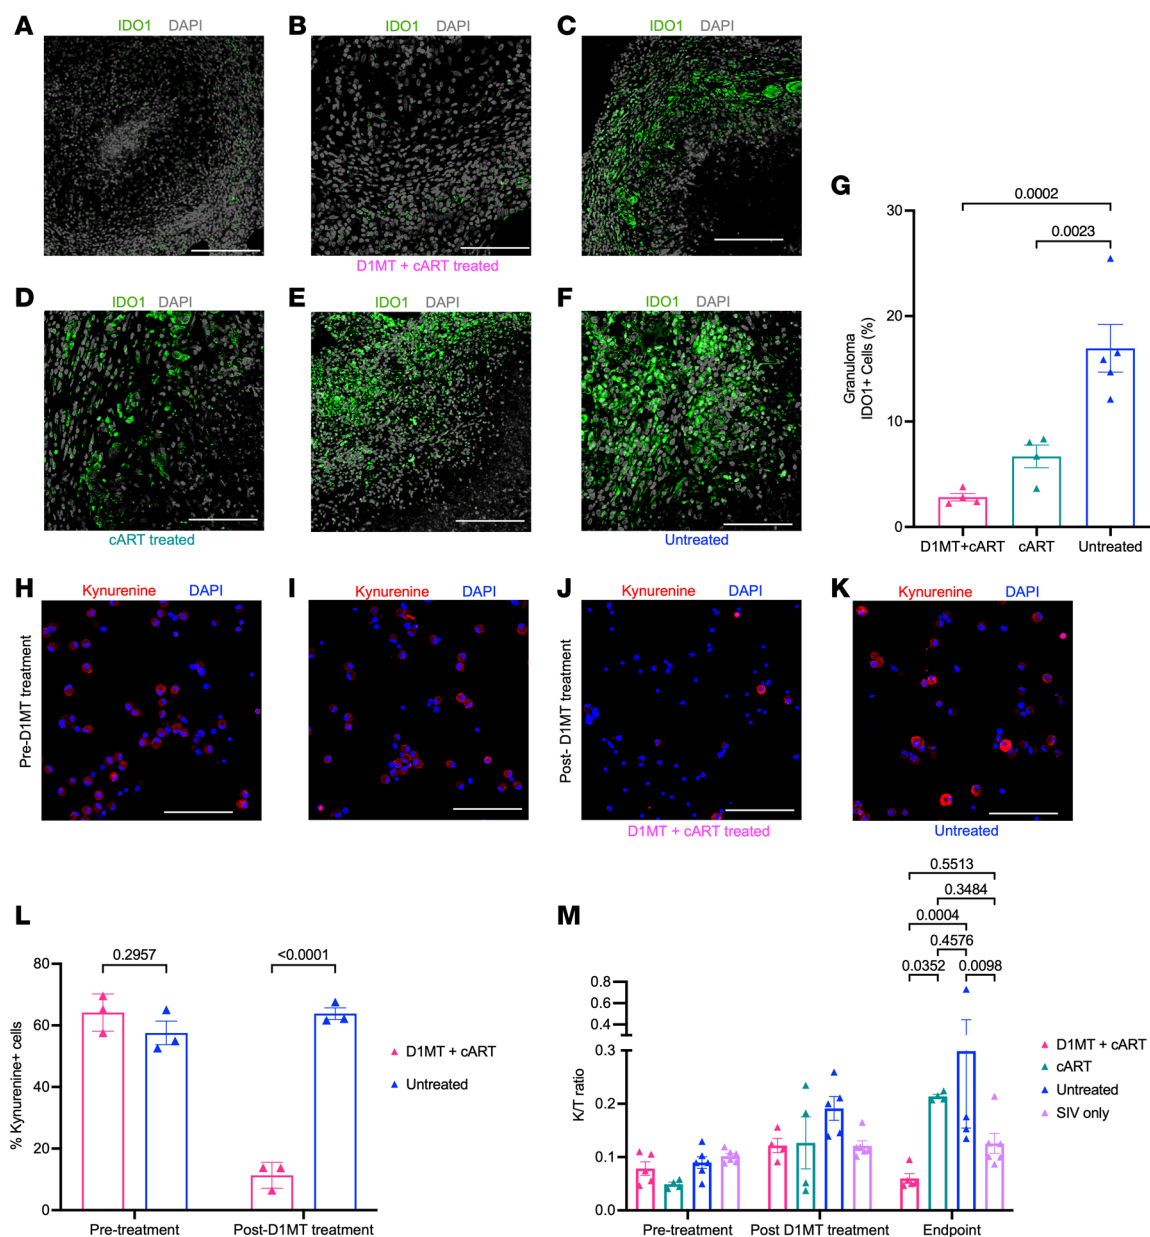 A
IDO1 DAPI
B
IDO1 DAPI
C
IDO1 DAPI
D1MT + cART treated
D
IDO1 DAPI
E
IDO1 DAPI
F
IDO1 DAPI
cART treated
Untreated
G
0.0002
0.0023
30
20
10
0
Granuloma
IDO1+ Cells (%)
D1MT+cART cART Untreated
H
Kynurenine DAPI
I
Kynurenine DAPI
J
Kynurenine DAPI
K
Kynurenine DAPI
Pre-D1MT treatment
Post- D1MT treatment
D1MT + cART treated
Untreated
L
0.2957
<0.0001
80
60
40
20
0
% Kynurenine+ cells
Pre-treatment Post-D1MT treatment
D1MT + cART
Untreated
M
0.5513
0.3484
0.0004
0.4576
0.0352 0.0098
0.8
0.6
0.4
0.3
0.2
0.1
0.0
K/T ratio
Pre-treatment Post D1MT treatment Endpoint
D1MT + cART
cART
Untreated
SIV only